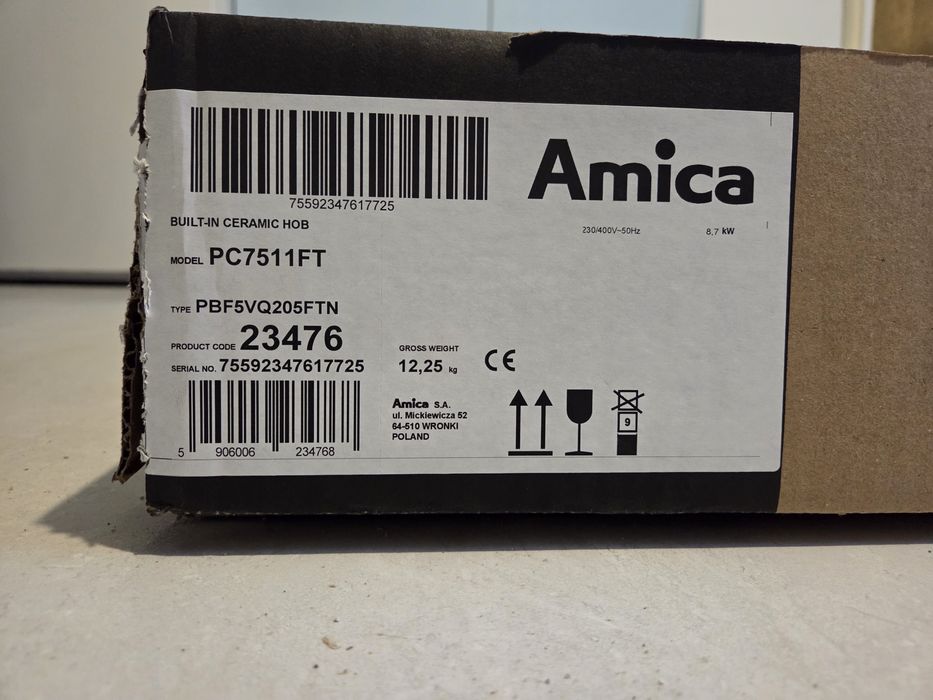 75592347617725
Amica
BUILT-IN CERAMIC HOB
230/400V~50Hz 8,7 kW
MODEL PC7511FT
TYPE PBF5VQ205FTN
PRODUCT CODE 23476
SERIAL NO. 75592347617725
GROSS WEIGHT
12,25 kg
CE
5 906006 234768
Amica S.A.
ul. Mickiewicza 52
64-510 WRONKI
POLAND
9